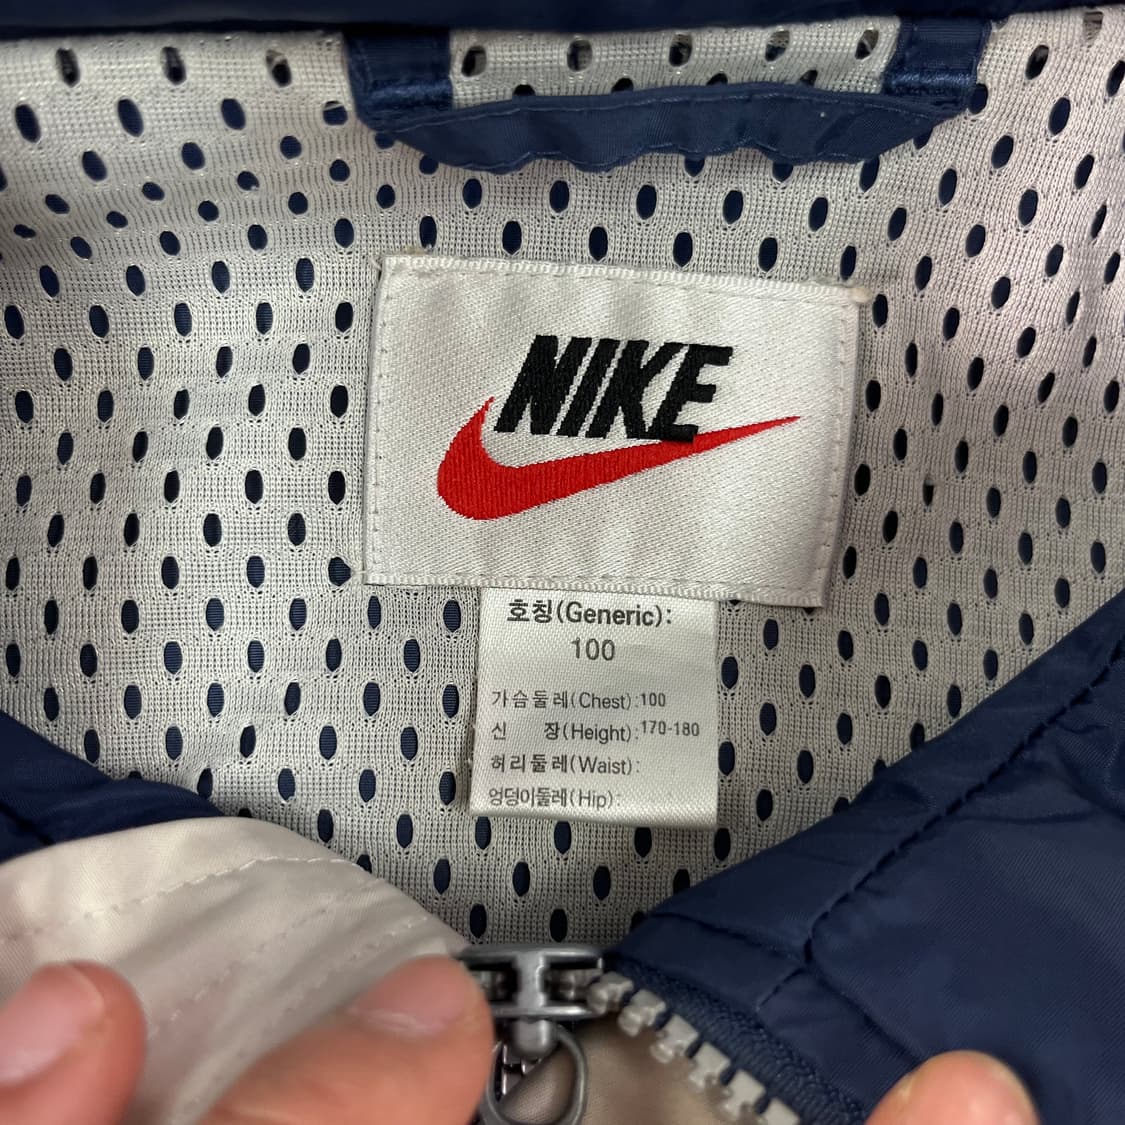 NIKE
호칭(Generic):
100
가슴둘레(Chest):100
신 장(Height):170-180
허리둘레(Waist):
엉덩이둘레(Hip):